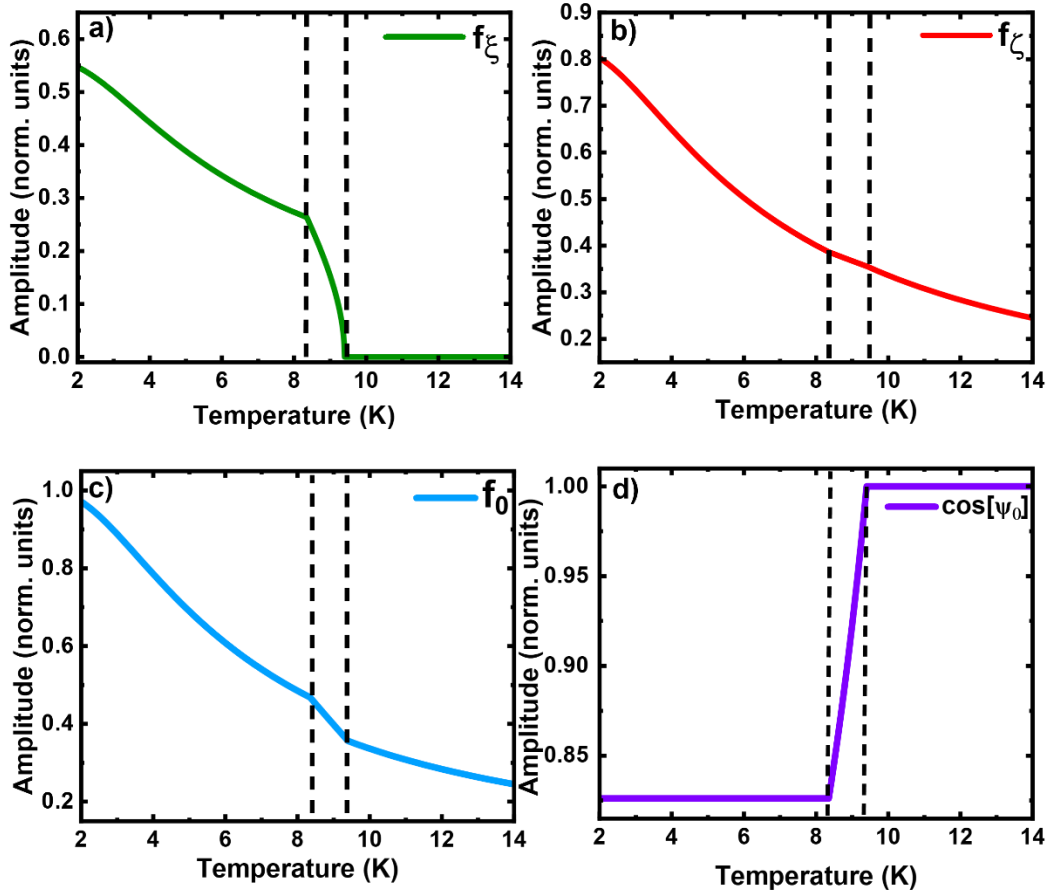 a)
f_ξ
Amplitude (norm. units)
0.6
0.5
0.4
0.3
0.2
0.1
0.0
2 4 6 8 10 12 14
Temperature (K)
b)
f_ζ
Amplitude (norm. units)
0.9
0.8
0.7
0.6
0.5
0.4
0.3
0.2
2 4 6 8 10 12 14
Temperature (K)
c)
f_0
Amplitude (norm. units)
1.0
0.8
0.6
0.4
0.2
2 4 6 8 10 12 14
Temperature (K)
d)
cos[ψ_0]
Amplitude (norm. units)
1.00
0.95
0.90
0.85
2 4 6 8 10 12 14
Temperature (K)